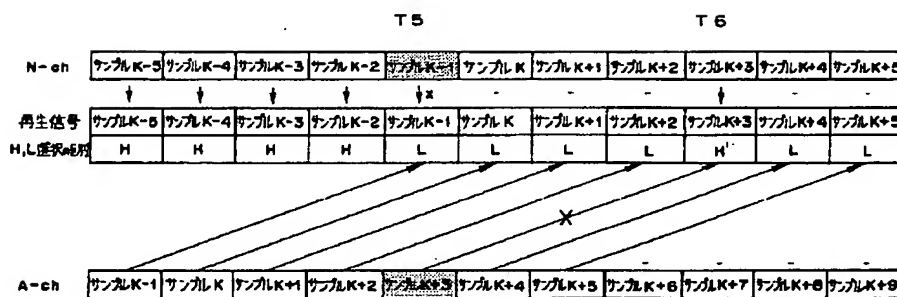 T5 T6
N-ch サンプルK-5 サンプルK-4 サンプルK-3 サンプルK-2 サンプルK-1 サンプルK サンプルK+1 サンプルK+2 サンプルK+3 サンプルK+4 サンプルK+5
x - - - - -
再生信号 サンプルK-5 サンプルK-4 サンプルK-3 サンプルK-2 サンプルK-1 サンプルK サンプルK+1 サンプルK+2 サンプルK+3 サンプルK+4 サンプルK+5
H,L選択 H H H H L L L L H' L L
X
- - - -
A-ch サンプルK-1 サンプルK サンプルK+1 サンプルK+2 サンプルK+3 サンプルK+4 サンプルK+5 サンプルK+6 サンプルK+7 サンプルK+8 サンプルK+9